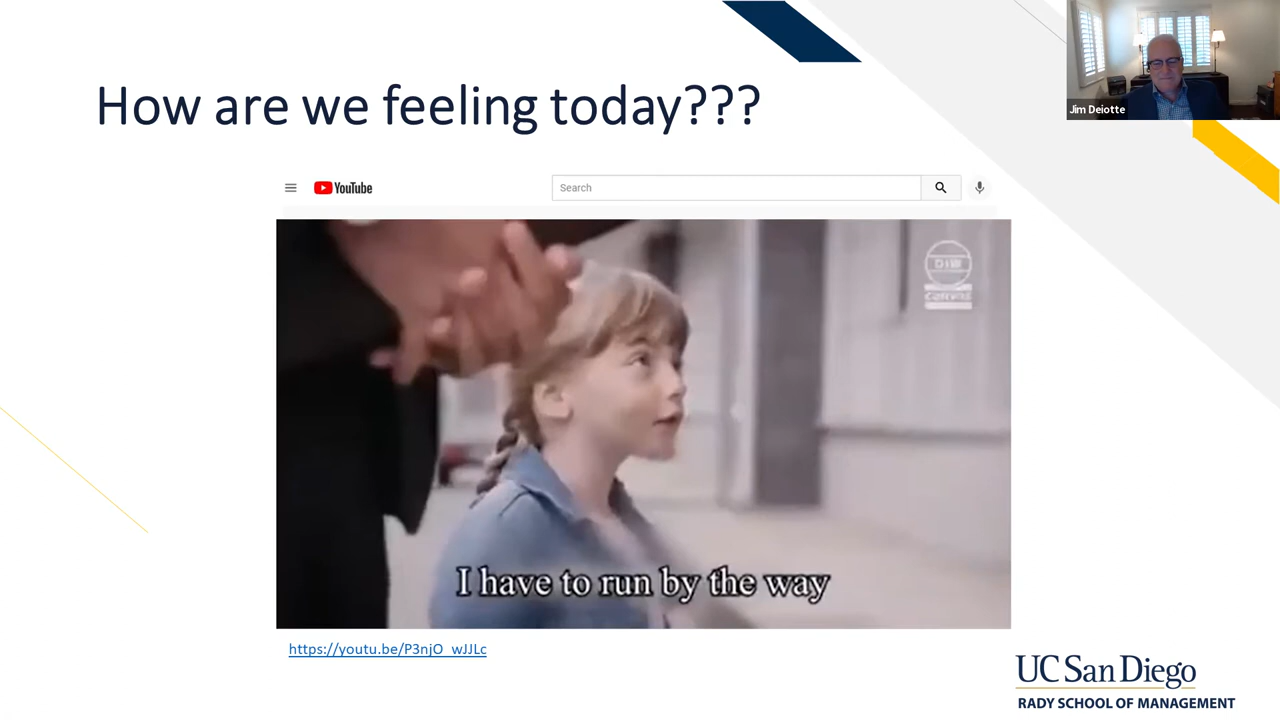 How are we feeling today???
Jim Deiotte
YouTube
Search
canvas
I have to run by the way
https://youtu.be/P3njO_wJJLc
UC San Diego
RADY SCHOOL OF MANAGEMENT